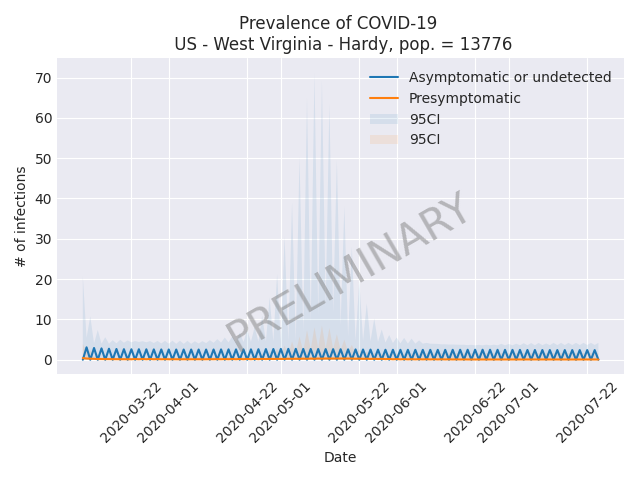 Prevalence of COVID-19
US - West Virginia - Hardy, pop. = 13776
# of infections
70
60
50
40
30
20
10
0
Asymptomatic or undetected
Presymptomatic
95CI
95CI
PRELIMINARY
2020-03-22
2020-04-01
2020-04-22
2020-05-01
2020-05-22
2020-06-01
2020-06-22
2020-07-01
2020-07-22
Date